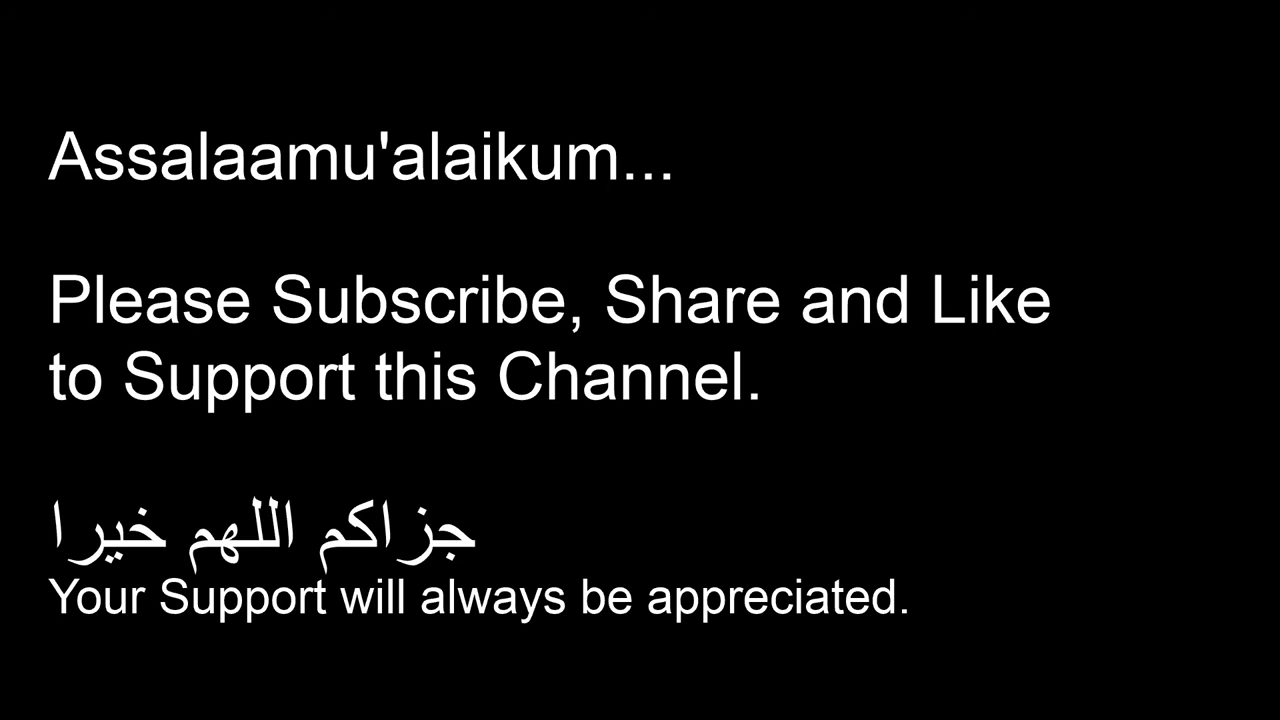 Assalaamu'alaikum...
Please Subscribe, Share and Like
to Support this Channel.
جزاكم اللهم خيرا
Your Support will always be appreciated.